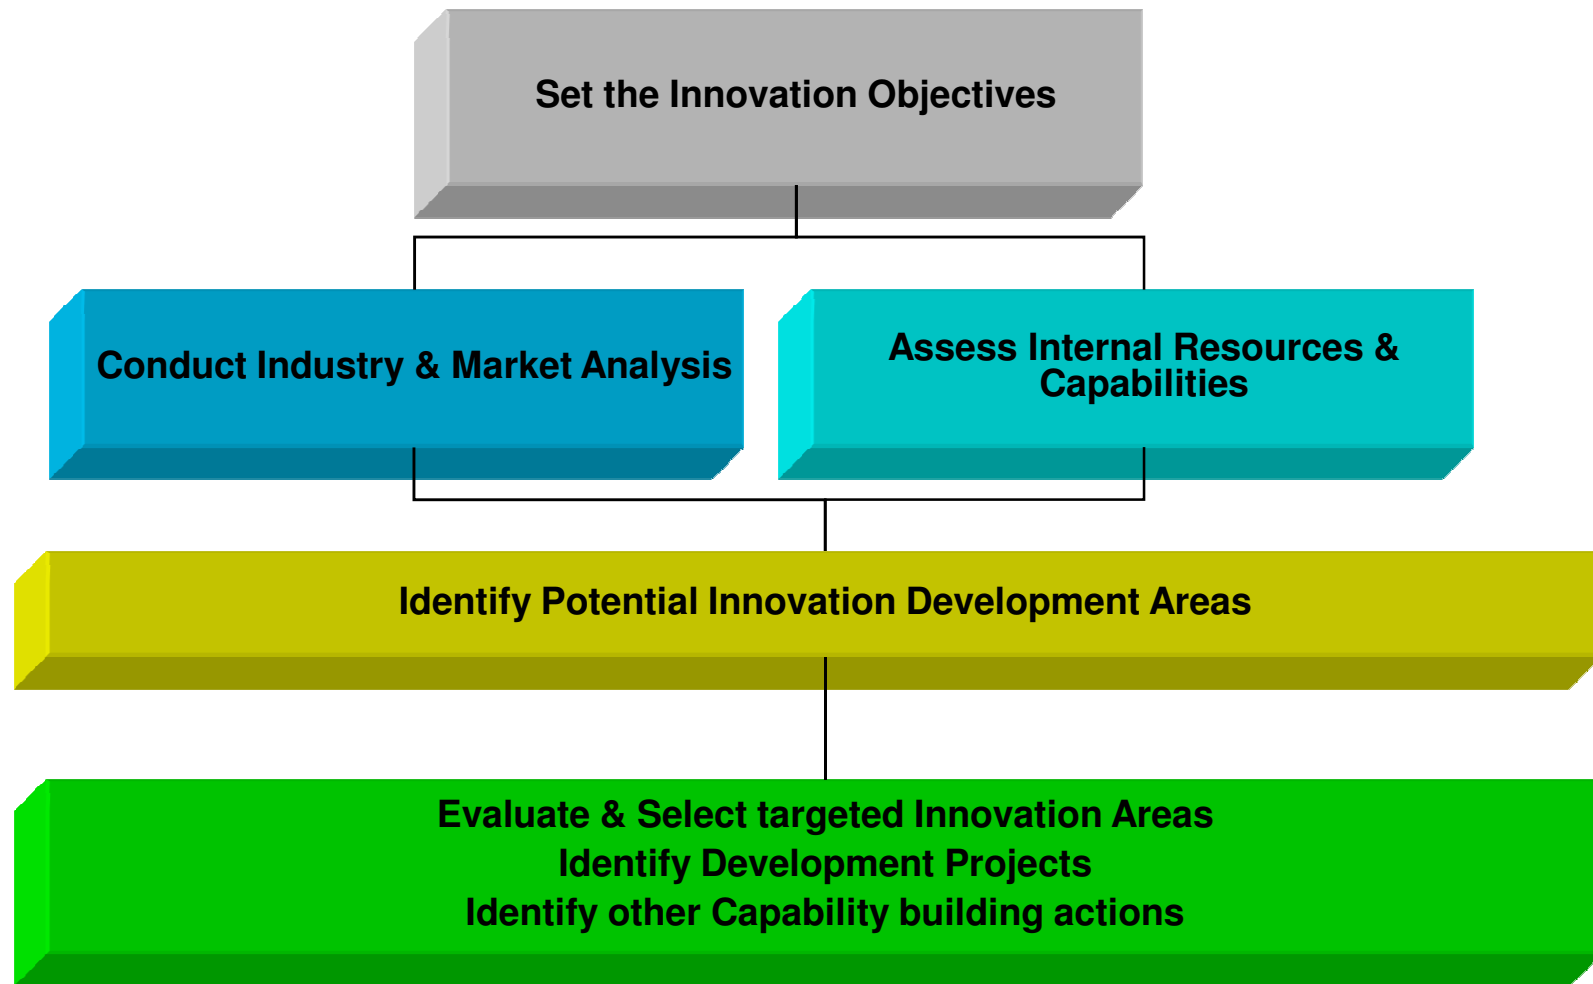 Set the Innovation Objectives
Conduct Industry & Market Analysis
Assess Internal Resources &
Capabilities
Identify Potential Innovation Development Areas
Evaluate & Select targeted Innovation Areas
Identify Development Projects
Identify other Capability building actions